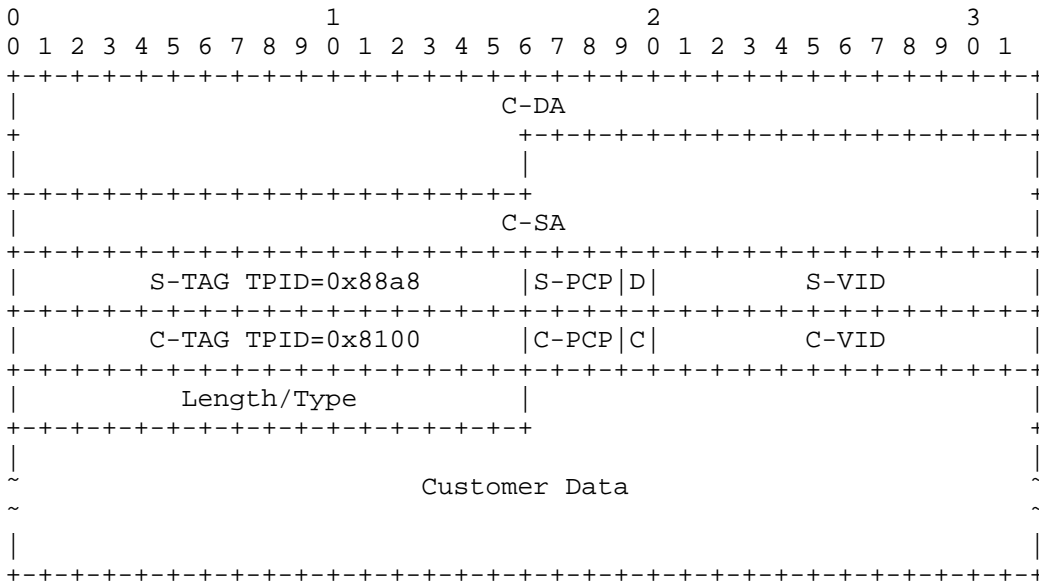 0                   1                   2                   3
0 1 2 3 4 5 6 7 8 9 0 1 2 3 4 5 6 7 8 9 0 1 2 3 4 5 6 7 8 9 0 1
+-+-+-+-+-+-+-+-+-+-+-+-+-+-+-+-+-+-+-+-+-+-+-+-+-+-+-+-+-+-+-+-+
|                              C-DA                             |
+                               +-+-+-+-+-+-+-+-+-+-+-+-+-+-+-+-+
|                               |                               |
+-+-+-+-+-+-+-+-+-+-+-+-+-+-+-+-+                               +
|                              C-SA                             |
+-+-+-+-+-+-+-+-+-+-+-+-+-+-+-+-+-+-+-+-+-+-+-+-+-+-+-+-+-+-+-+-+
|        S-TAG TPID=0x88a8      |S-PCP|D|         S-VID         |
+-+-+-+-+-+-+-+-+-+-+-+-+-+-+-+-+-+-+-+-+-+-+-+-+-+-+-+-+-+-+-+-+
|        C-TAG TPID=0x8100      |C-PCP|C|         C-VID         |
+-+-+-+-+-+-+-+-+-+-+-+-+-+-+-+-+-+-+-+-+-+-+-+-+-+-+-+-+-+-+-+-+
|          Length/Type          |                               |
+-+-+-+-+-+-+-+-+-+-+-+-+-+-+-+-+                               +
|                                                               |
~                         Customer Data                         ~
~                                                               ~
|                                                               |
+-+-+-+-+-+-+-+-+-+-+-+-+-+-+-+-+-+-+-+-+-+-+-+-+-+-+-+-+-+-+-+-+